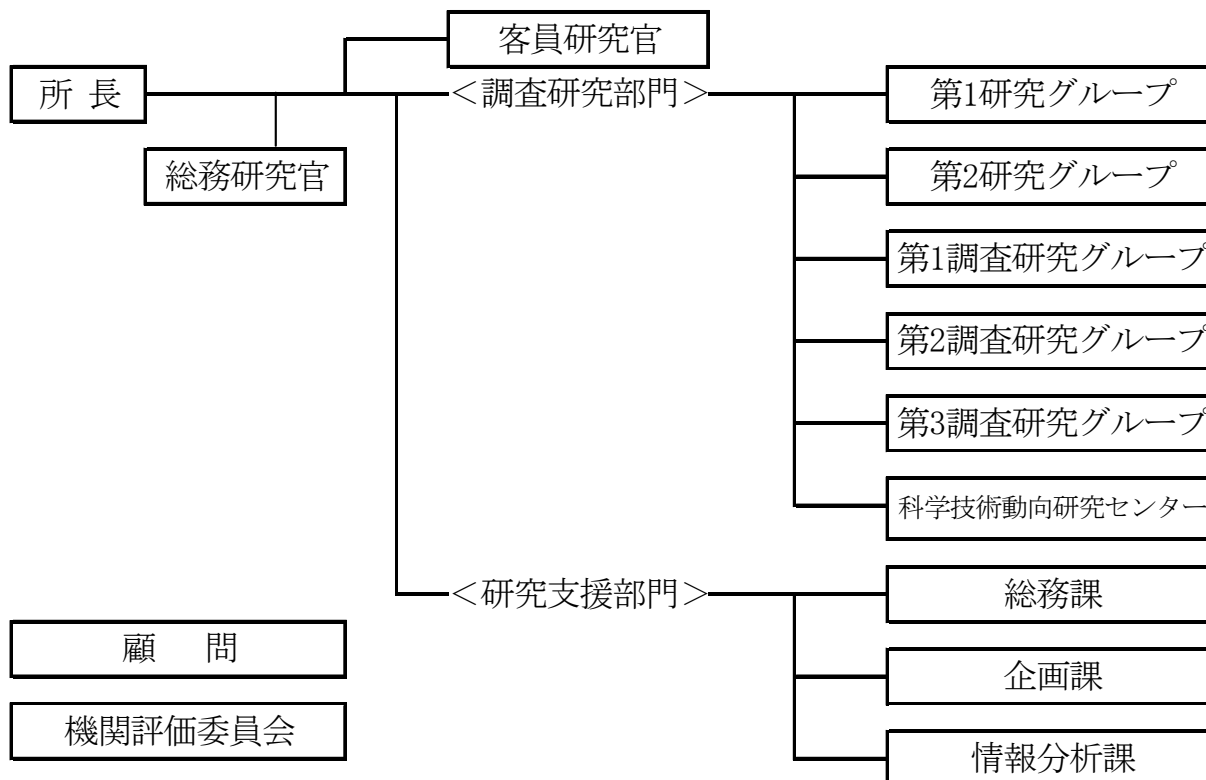 客員研究官
所 長
＜調査研究部門＞
第1研究グループ
総務研究官
第2研究グループ
第1調査研究グループ
第2調査研究グループ
第3調査研究グループ
科学技術動向研究センター
＜研究支援部門＞
総務課
顧　問
企画課
機関評価委員会
情報分析課